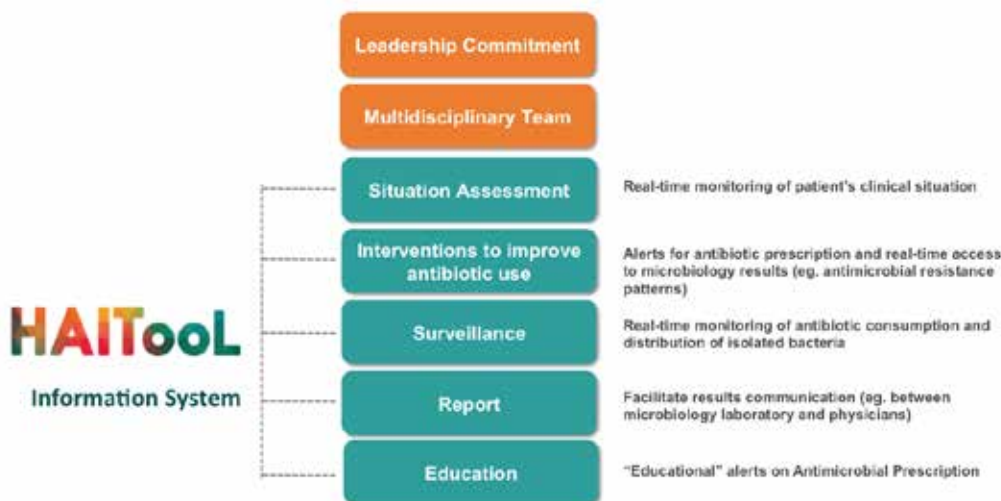 Leadership Commitment
Multidisciplinary Team
Situation Assessment
Real-time monitoring of patient's clinical situation
Interventions to improve
antibiotic use
Alerts for antibiotic prescription and real-time access
to microbiology results (eg. antimicrobial resistance
patterns)
HAITooL
Information System
Surveillance
Real-time monitoring of antibiotic consumption and
distribution of isolated bacteria
Report
Facilitate results communication (eg. between
microbiology laboratory and physicians)
Education
"Educational" alerts on Antimicrobial Prescription